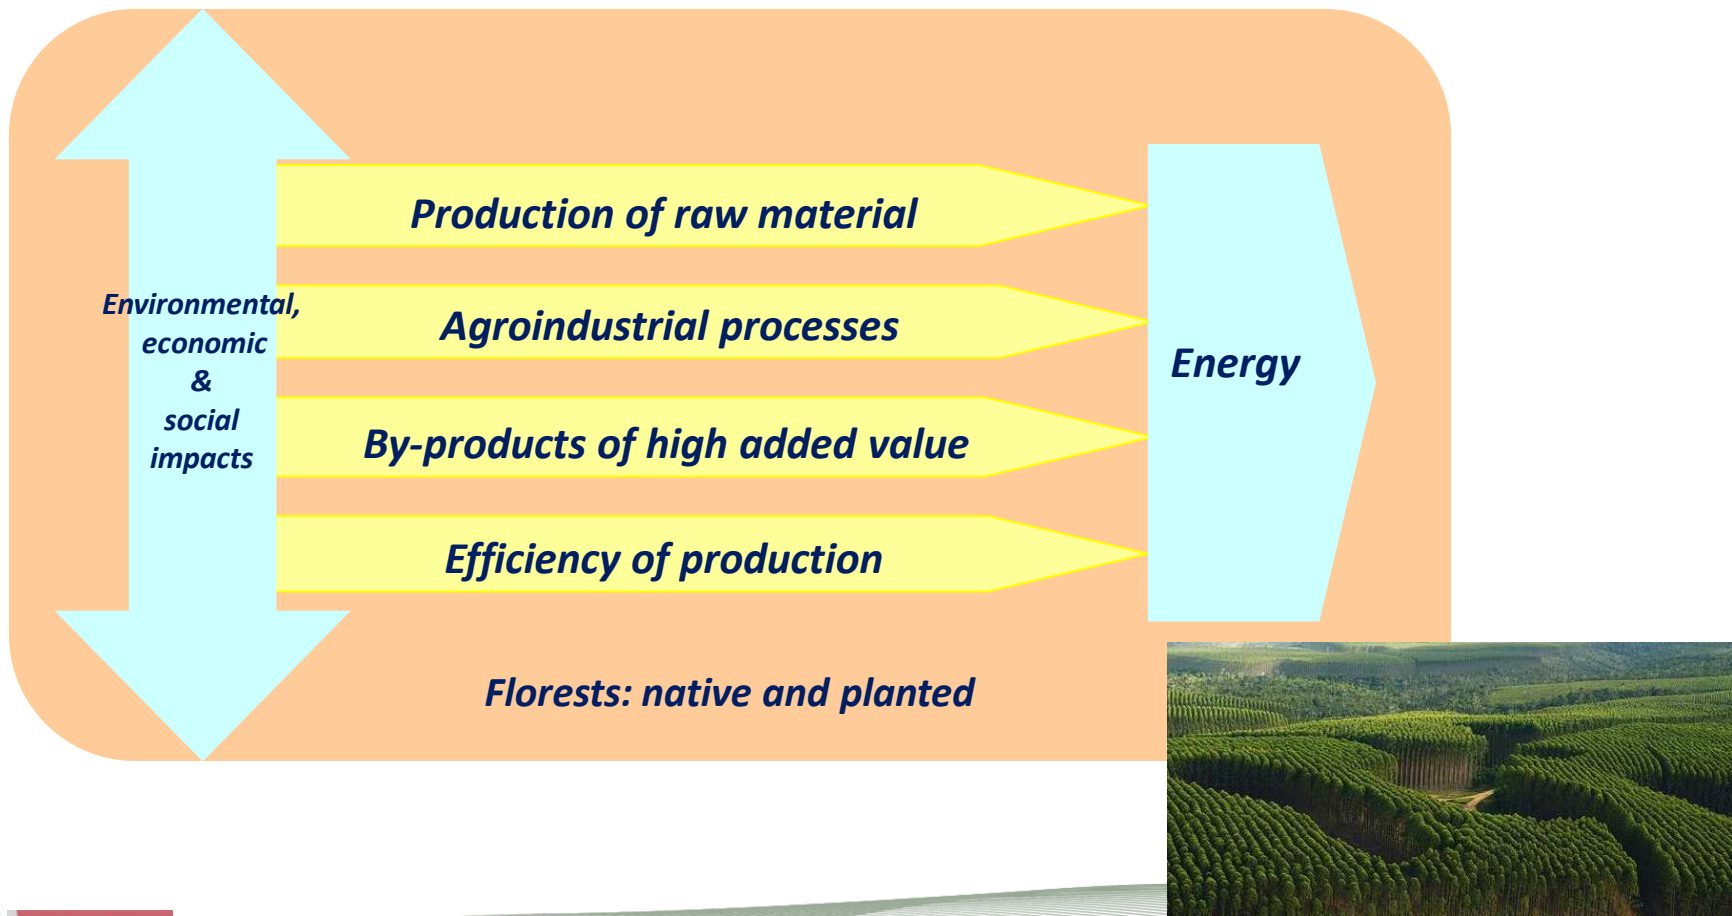 Production of raw material
Agroindustrial processes
By-products of high added value
Efficiency of production
Environmental,
economic
&
social
impacts
Energy
Florests: native and planted